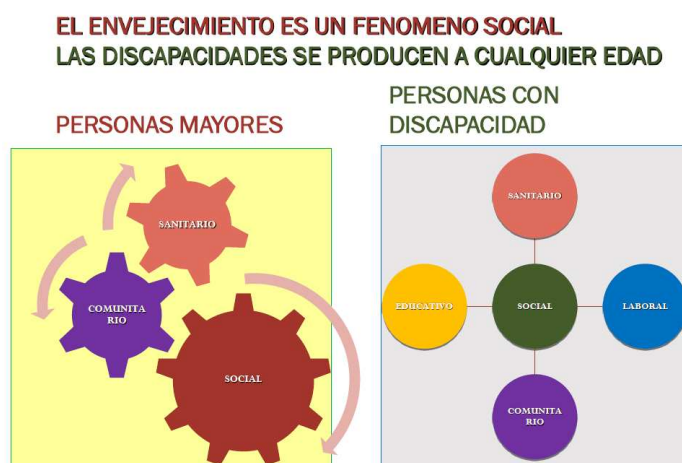 EL ENVEJECIMIENTO ES UN FENOMENO SOCIAL
LAS DISCAPACIDADES SE PRODUCEN A CUALQUIER EDAD
PERSONAS MAYORES
SANITARIO
COMUNITA
RIO
SOCIAL
PERSONAS CON
DISCAPACIDAD
SANITARIO
EDUCATIVO
SOCIAL
LABORAL
COMUNITA
RIO